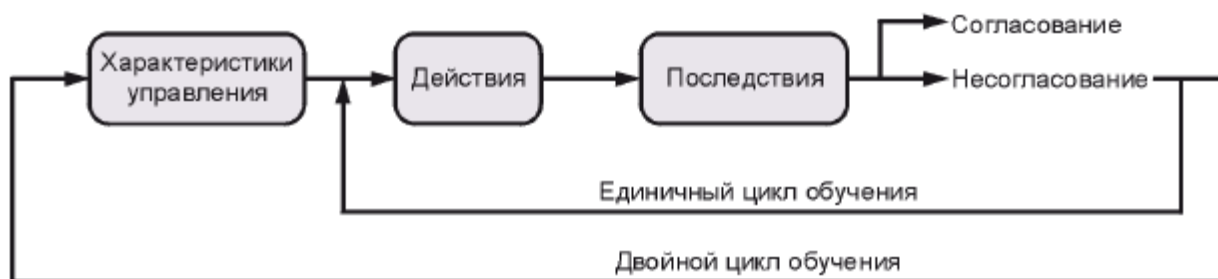 Согласование
Характеристики
управления
Действия
Последствия
Несогласование
Единичный цикл обучения
Двойной цикл обучения